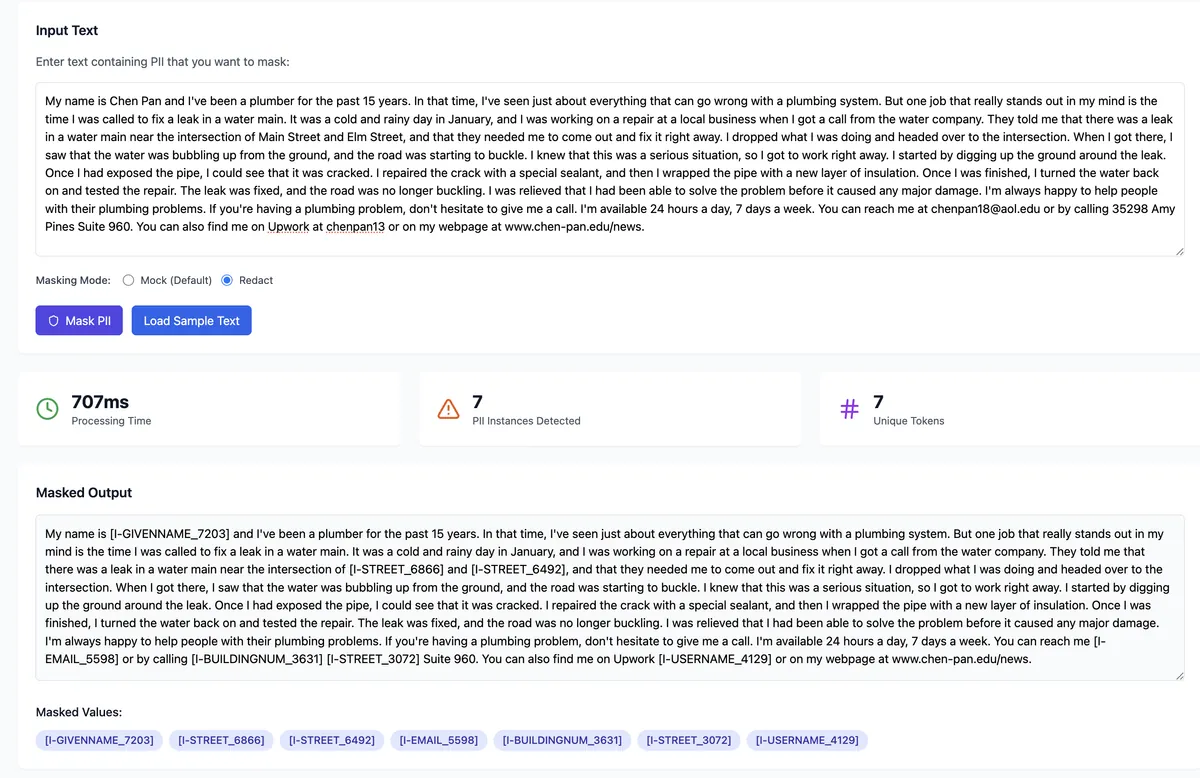 Input Text
Enter text containing PII that you want to mask:
My name is Chen Pan and I've been a plumber for the past 15 years. In that time, I've seen just about everything that can go wrong with a plumbing system. But one job that really stands out in my mind is the
time I was called to fix a leak in a water main. It was a cold and rainy day in January, and I was working on a repair at a local business when I got a call from the water company. They told me that there was a leak
in a water main near the intersection of Main Street and Elm Street, and that they needed me to come out and fix it right away. I dropped what I was doing and headed over to the intersection. When I got there, I
saw that the water was bubbling up from the ground, and the road was starting to buckle. I knew that this was a serious situation, so I got to work right away. I started by digging up the ground around the leak.
Once I had exposed the pipe, I could see that it was cracked. I repaired the crack with a special sealant, and then I wrapped the pipe with a new layer of insulation. Once I was finished, I turned the water back
on and tested the repair. The leak was fixed, and the road was no longer buckling. I was relieved that I had been able to solve the problem before it caused any major damage. I'm always happy to help people
with their plumbing problems. If you're having a plumbing problem, don't hesitate to give me a call. I'm available 24 hours a day, 7 days a week. You can reach me at chenpan18@aol.edu or by calling 35298 Amy
Pines Suite 960. You can also find me on Upwork at chenpan13 or on my webpage at www.chen-pan.edu/news.
Masking Mode: Mock (Default) Redact
Mask PII Load Sample Text
707ms
Processing Time
7
PII Instances Detected
7
Unique Tokens
Masked Output
My name is [I-GIVENNAME_7203] and I've been a plumber for the past 15 years. In that time, I've seen just about everything that can go wrong with a plumbing system. But one job that really stands out in my
mind is the time I was called to fix a leak in a water main. It was a cold and rainy day in January, and I was working on a repair at a local business when I got a call from the water company. They told me that
there was a leak in a water main near the intersection of [I-STREET_6866] and [I-STREET_6492], and that they needed me to come out and fix it right away. I dropped what I was doing and headed over to the
intersection. When I got there, I saw that the water was bubbling up from the ground, and the road was starting to buckle. I knew that this was a serious situation, so I got to work right away. I started by digging
up the ground around the leak. Once I had exposed the pipe, I could see that it was cracked. I repaired the crack with a special sealant, and then I wrapped the pipe with a new layer of insulation. Once I was
finished, I turned the water back on and tested the repair. The leak was fixed, and the road was no longer buckling. I was relieved that I had been able to solve the problem before it caused any major damage.
I'm always happy to help people with their plumbing problems. If you're having a plumbing problem, don't hesitate to give me a call. I'm available 24 hours a day, 7 days a week. You can reach me [I-
EMAIL_5598] or by calling [I-BUILDINGNUM_3631] [I-STREET_3072] Suite 960. You can also find me on Upwork [I-USERNAME_4129] or on my webpage at www.chen-pan.edu/news.
Masked Values:
[I-GIVENNAME_7203] [I-STREET_6866] [I-STREET_6492] [I-EMAIL_5598] [I-BUILDINGNUM_3631] [I-STREET_3072] [I-USERNAME_4129]